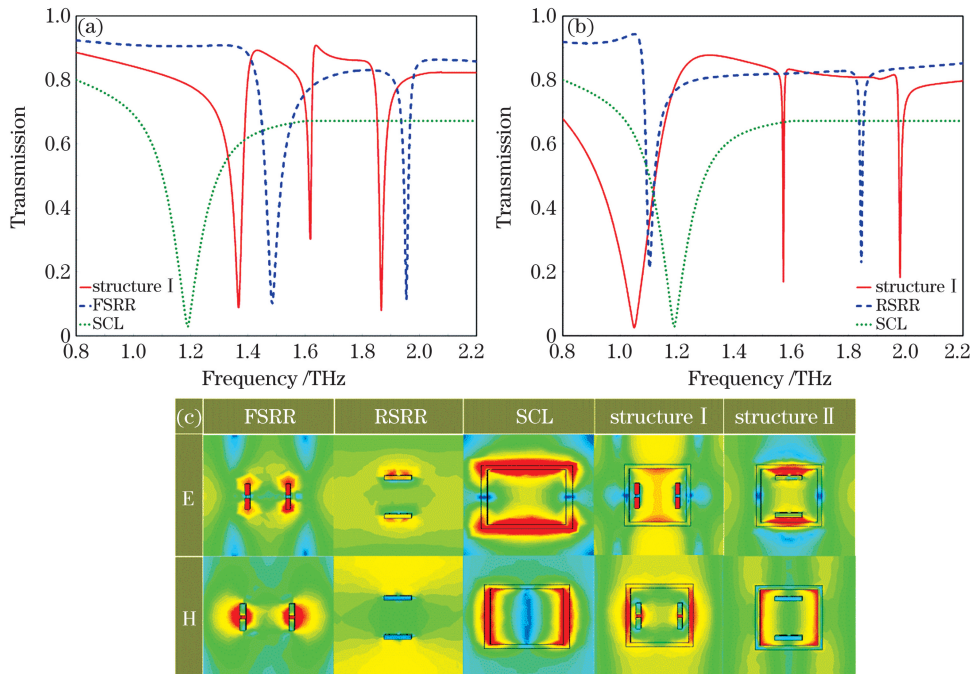 (a)
1.0
0.8
0.6
0.4
0.2
0
Transmission
structure Ⅰ
FSRR
SCL
0.8 1.0 1.2 1.4 1.6 1.8 2.0 2.2
Frequency /THz
(b)
1.0
0.8
0.6
0.4
0.2
0
Transmission
structure Ⅰ
RSRR
SCL
0.8 1.0 1.2 1.4 1.6 1.8 2.0 2.2
Frequency /THz
(c) FSRR RSRR SCL structure Ⅰ structure Ⅱ
E
H